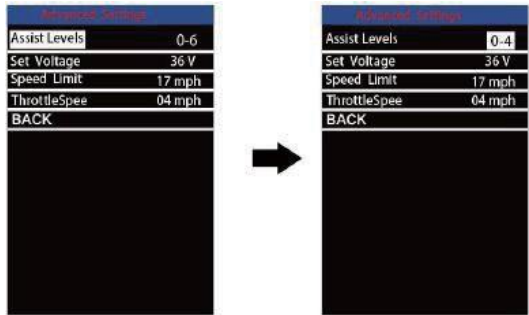 Advanced Settings
Assist Levels 0-6
Set Voltage 36 V
Speed Limit 17 mph
ThrottleSpee 04 mph
BACK
Advanced Settings
Assist Levels 0-4
Set Voltage 36 V
Speed Limit 17 mph
ThrottleSpee 04 mph
BACK